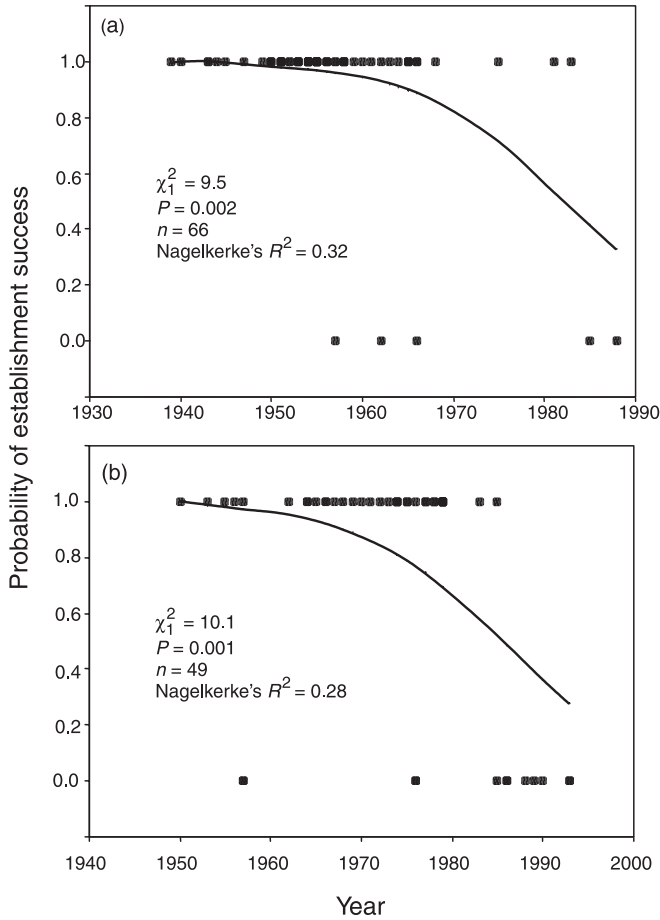 Probability of establishment success
(a)
1.0
0.8
0.6
0.4
0.2
0.0
χ₁² = 9.5
P = 0.002
n = 66
Nagelkerke's R² = 0.32
1930 1940 1950 1960 1970 1980 1990
(b)
1.0
0.8
0.6
0.4
0.2
0.0
χ₁² = 10.1
P = 0.001
n = 49
Nagelkerke's R² = 0.28
1940 1950 1960 1970 1980 1990 2000
Year